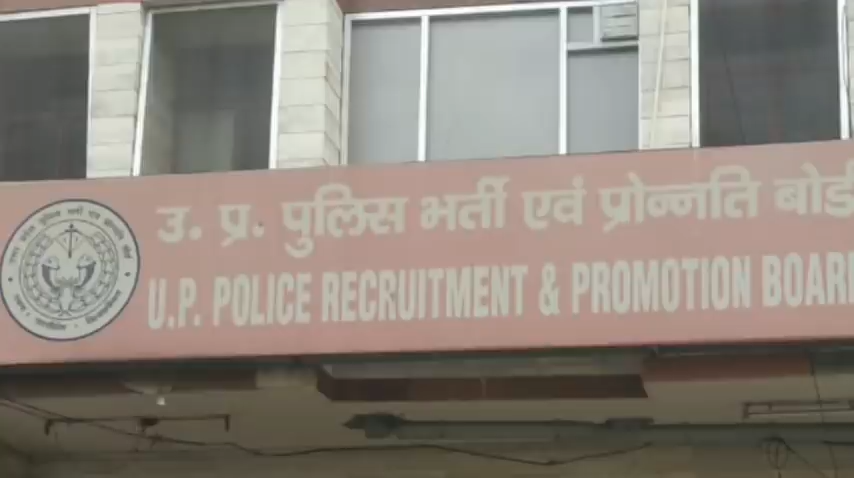 उ. प्र. पुलिस भर्ती एवं प्रोन्नति बोर्ड
U.P. POLICE RECRUITMENT & PROMOTION BOARD